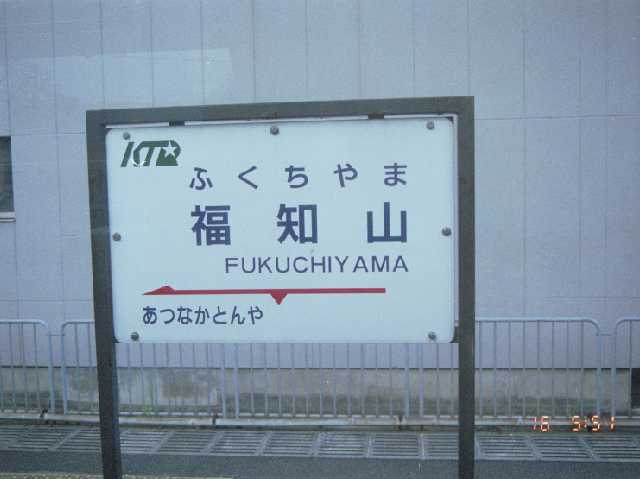 KTR
ふくちやま
福知山
FUKUCHIYAMA
あつなかとんや
16 5:51